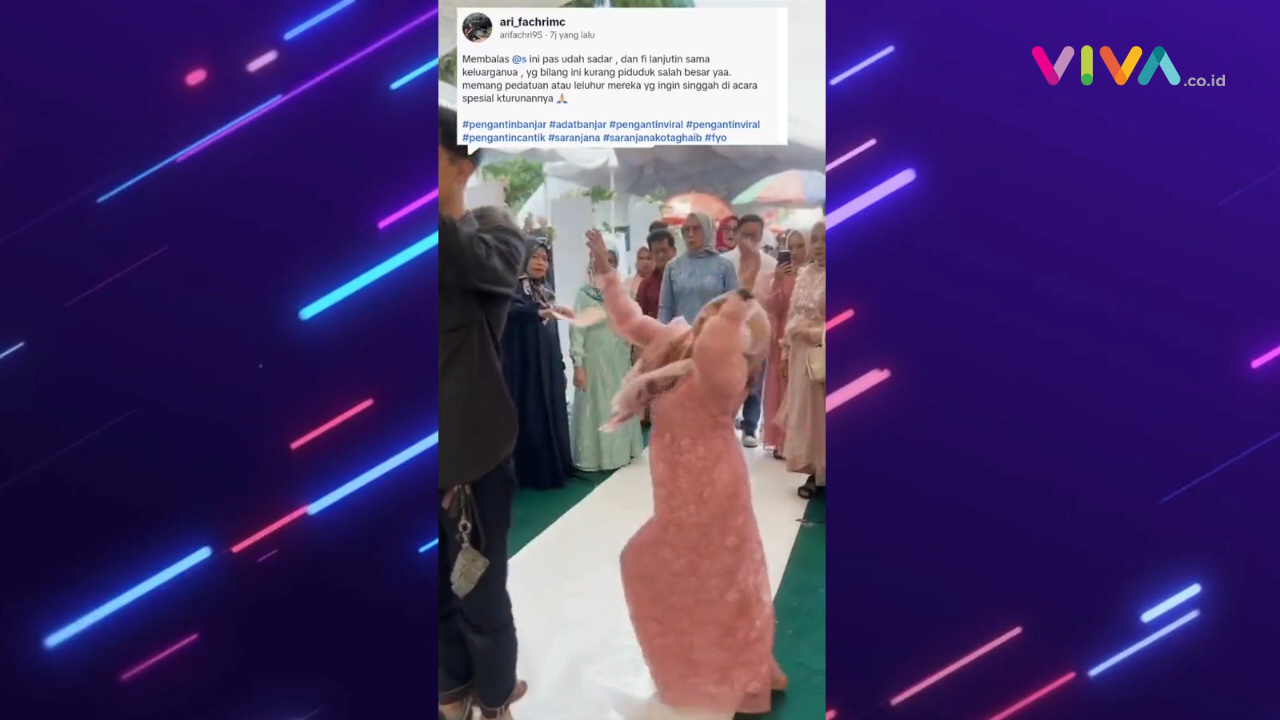 ari_fachrimc
arifachri95 · 7j yang lalu
Membalas @s ini pas udah sadar , dan fi lanjutin sama
keluarganua , yg bilang ini kurang piduduk salah besar yaa.
memang pedatuan atau leluhur mereka yg ingin singgah di acara
spesial kturunannya 🙏🏼
#pengantinbanjar #adatbanjar #pengantinviral #pengantinviral
#pengantincantik #saranjana #saranjanakotaghaib #fyo
VIVA.co.id